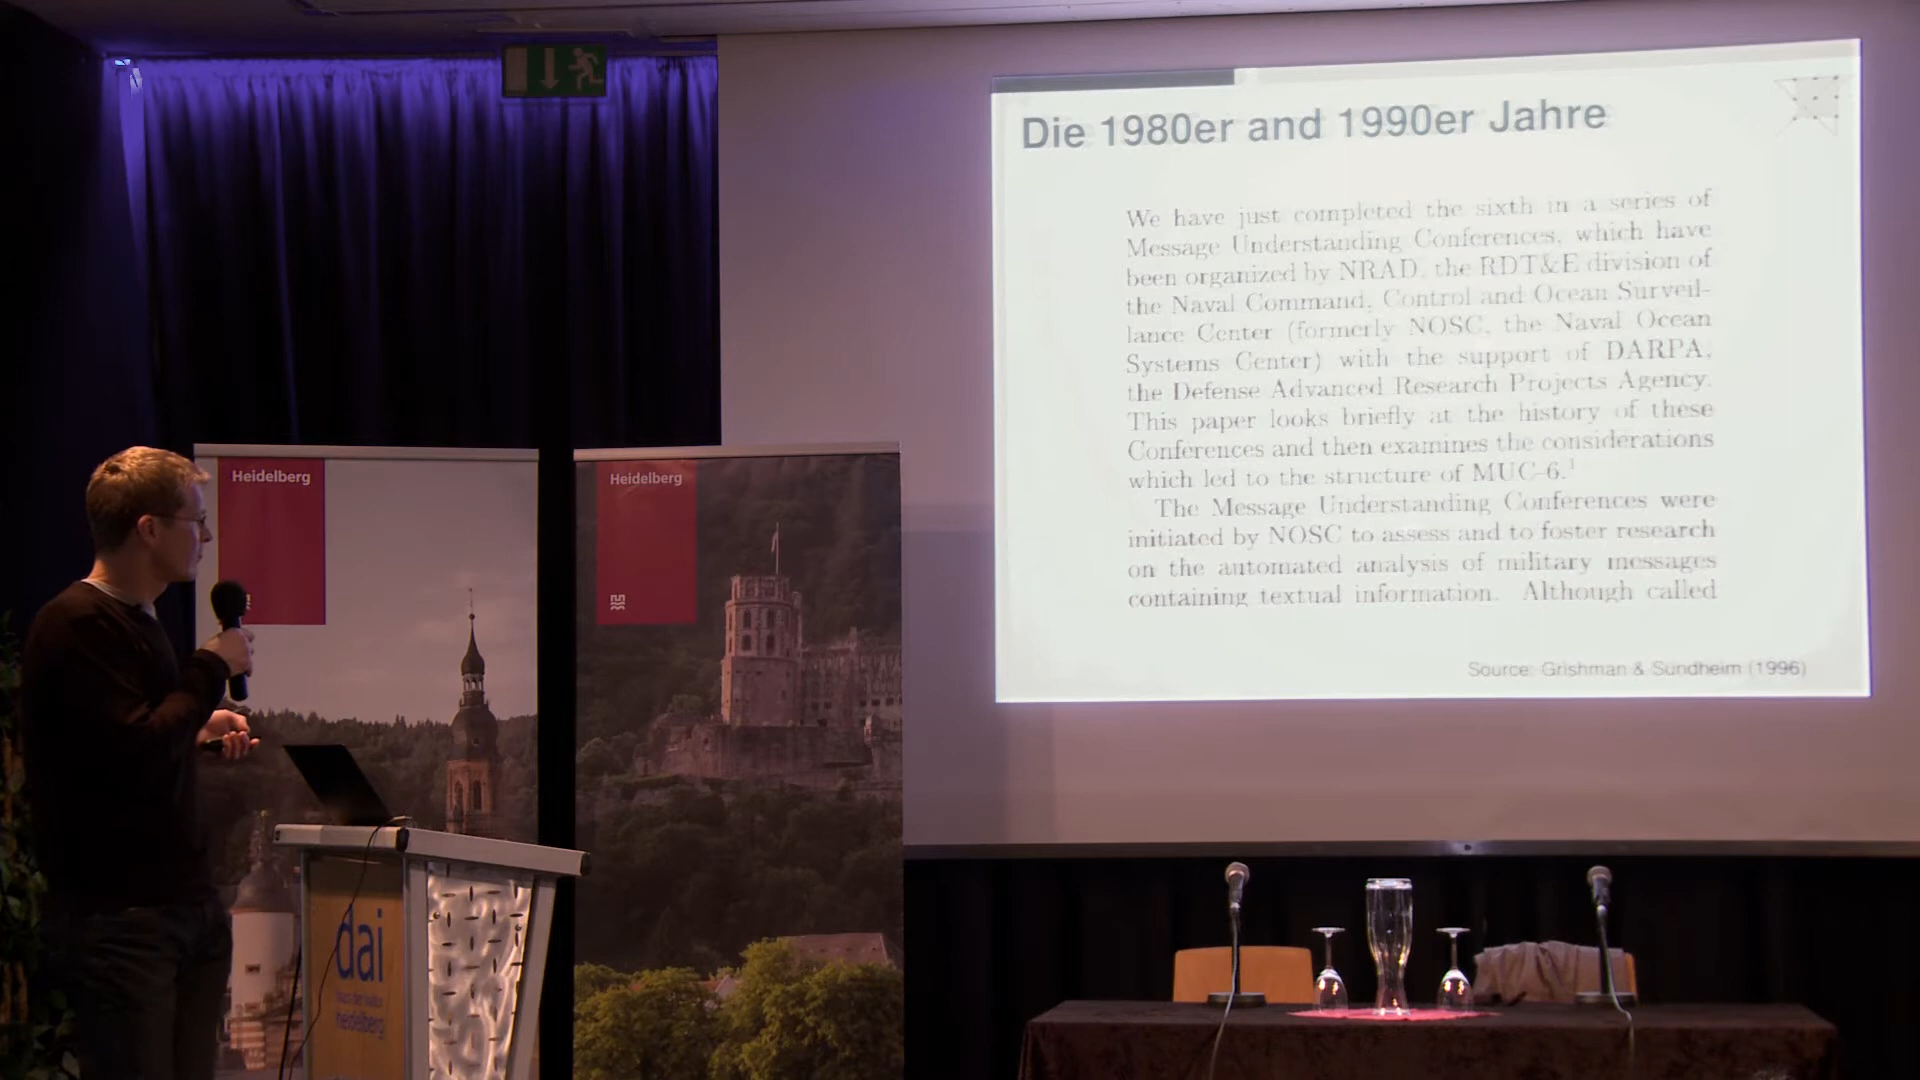 Die 1980er and 1990er Jahre
We have just completed the sixth in a series of
Message Understanding Conferences, which have
been organized by NRAD, the RDT&E division of
the Naval Command, Control and Ocean Surveil-
lance Center (formerly NOSC, the Naval Ocean
Systems Center) with the support of DARPA,
the Defense Advanced Research Projects Agency.
This paper looks briefly at the history of these
Conferences and then examines the considerations
which led to the structure of MUC-6.¹
The Message Understanding Conferences were
initiated by NOSC to assess and to foster research
on the automated analysis of military messages
containing textual information. Although called
Source: Grishman & Sundheim (1996)
Heidelberg
Heidelberg
dai
heidelberg